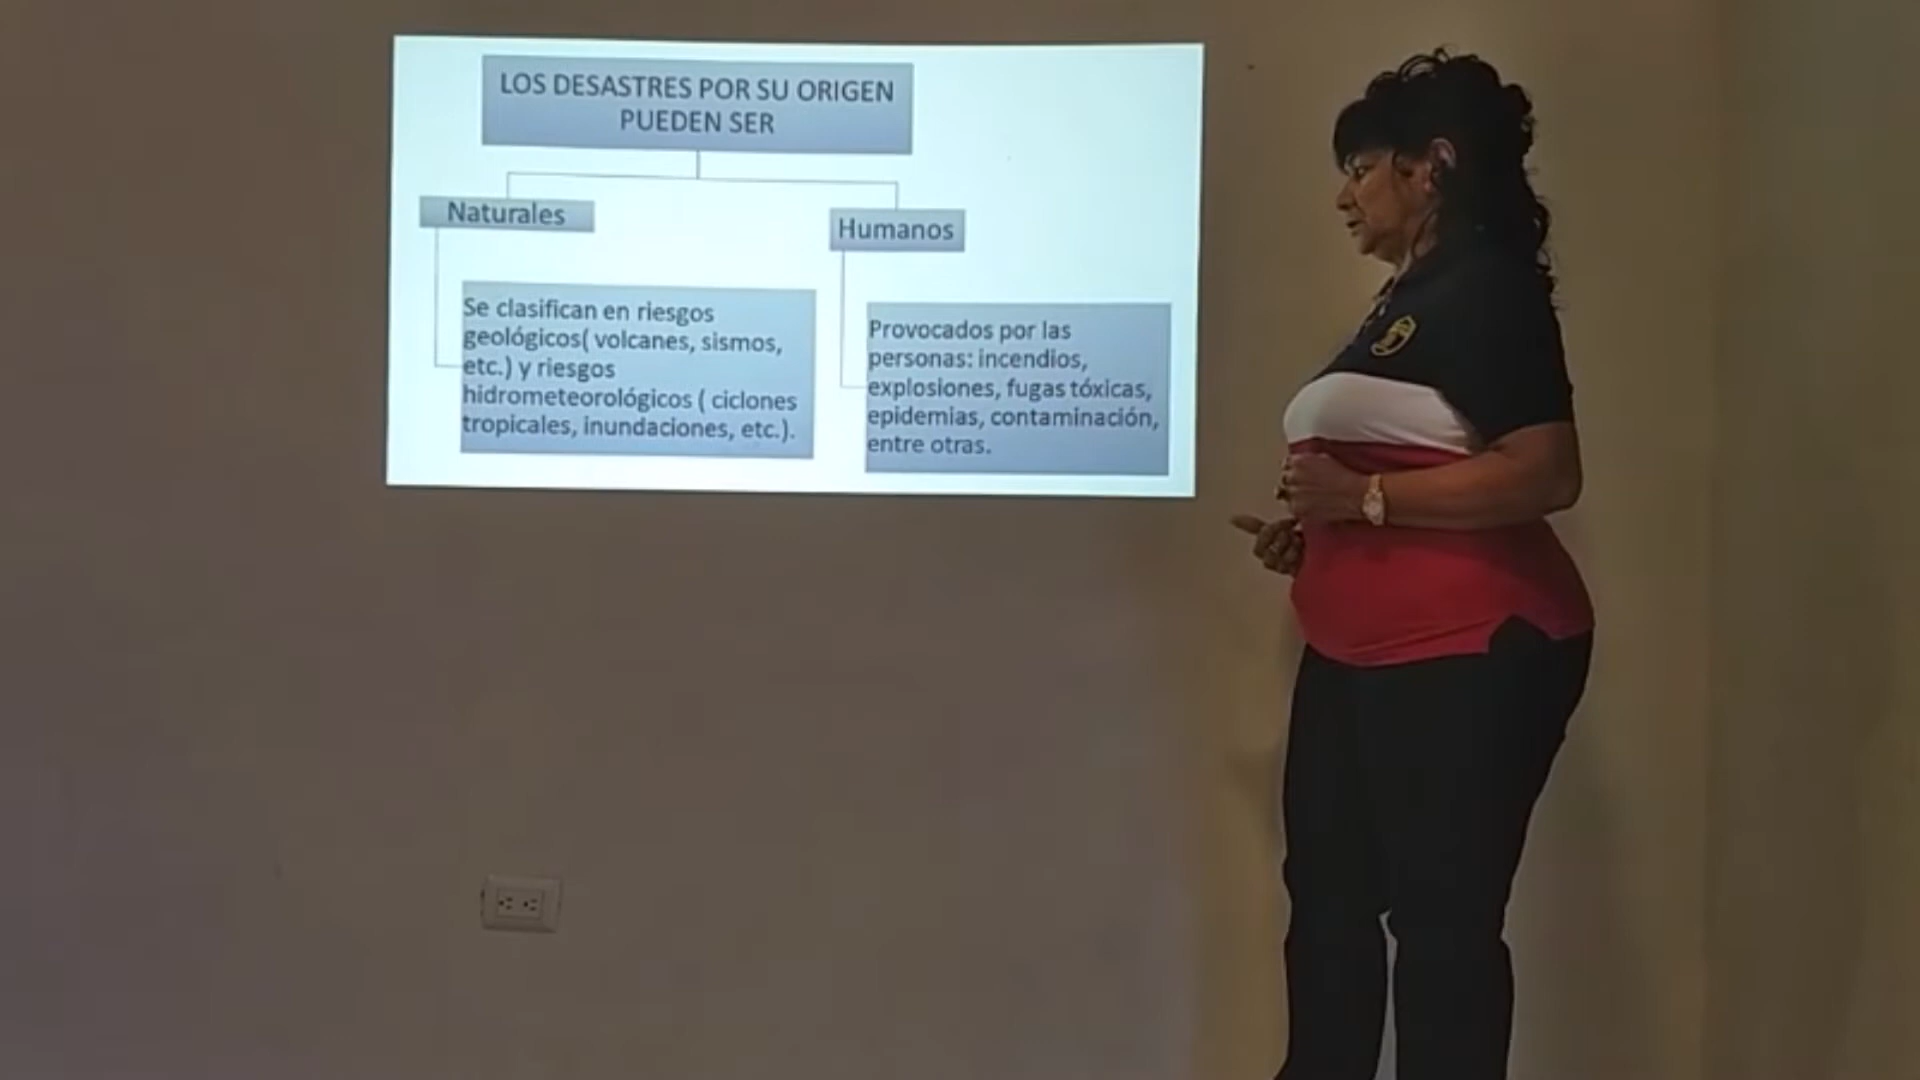 LOS DESASTRES POR SU ORIGEN
PUEDEN SER
Naturales
Humanos
Se clasifican en riesgos
geológicos( volcanes, sismos,
etc.) y riesgos
hidrometeorológicos ( ciclones
tropicales, inundaciones, etc.).
Provocados por las
personas: incendios,
explosiones, fugas tóxicas,
epidemias, contaminación,
entre otras.